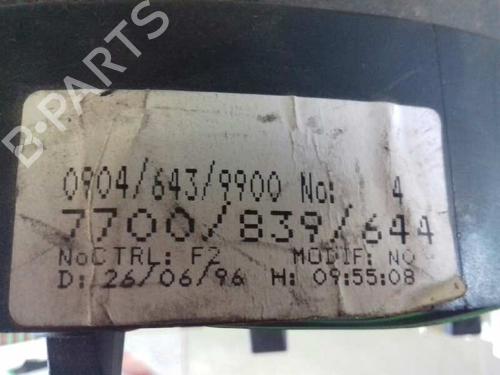 B-PARTS
0904/643/9900 No: 4
7700/839/644
NoCTRL: F2 MODIF: NO
D: 26/06/96 H: 09:55:08